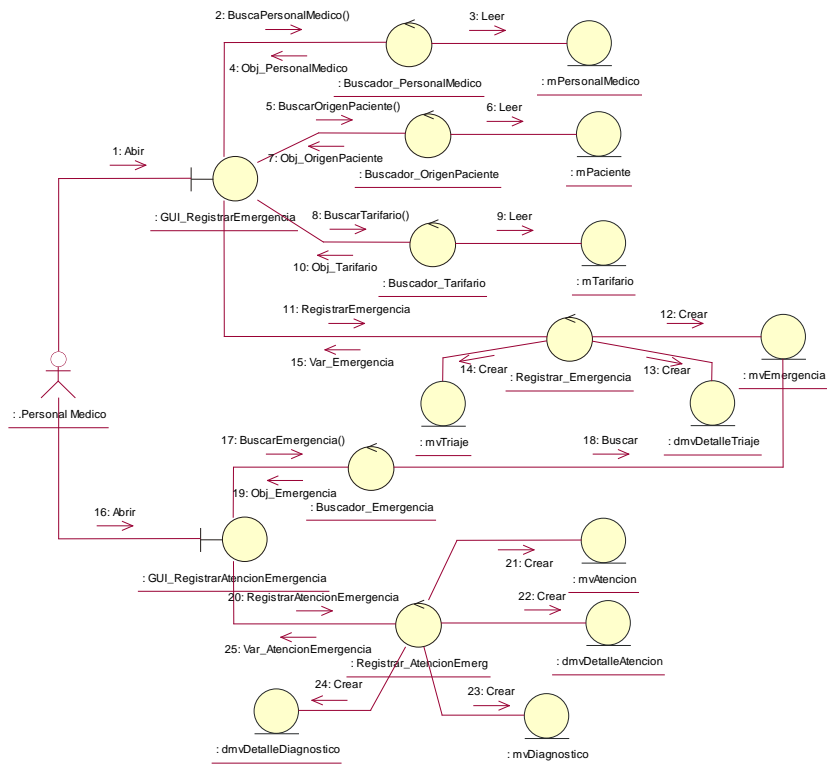 2: BuscaPersonalMedico()
3: Leer
4: Obj_PersonalMedico
: Buscador_PersonalMedico
: mPersonalMedico
5: BuscarOrigenPaciente()
6: Leer
1: Abir
7: Obj_OrigenPaciente
: Buscador_OrigenPaciente
: mPaciente
: GUI_RegistrarEmergencia
8: BuscarTarifario()
9: Leer
10: Obj_Tarifario
: Buscador_Tarifario
: mTarifario
11: RegistrarEmergencia
12: Crear
15: Var_Emergencia
14: Crear
: Registrar_Emergencia
13: Crear
: mvEmergencia
: .Personal Medico
: mvTriaje
: dmvDetalleTriaje
17: BuscarEmergencia()
18: Buscar
19: Obj_Emergencia
: Buscador_Emergencia
16: Abrir
: GUI_RegistrarAtencionEmergencia
21: Crear
: mvAtencion
20: RegistrarAtencionEmergencia
22: Crear
25: Var_AtencionEmergencia
: Registrar_AtencionEmerg
: dmvDetalleAtencion
24: Crear
23: Crear
: dmvDetalleDiagnostico
: mvDiagnostico